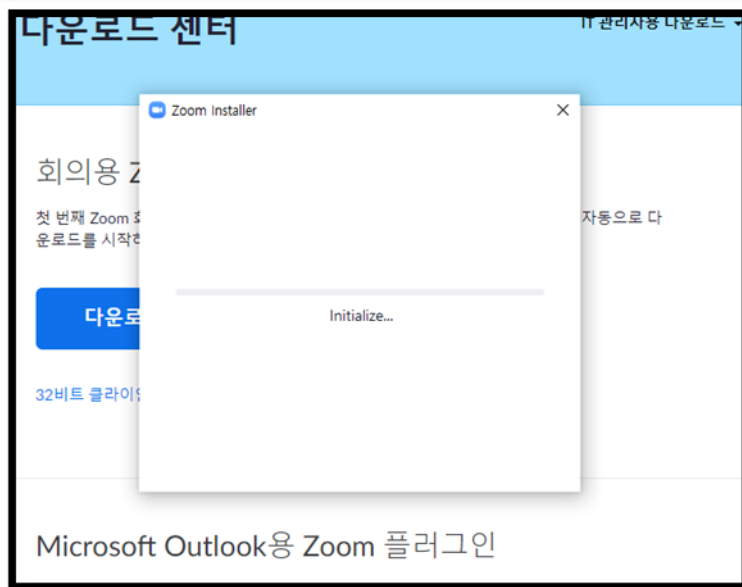 다운로드 센터
IT 관리자용 다운로드
Zoom Installer
회의용
첫 번째 Zoom
자동으로 다
운로드를 시작하
다운로
Initialize...
32비트 클라이언
Microsoft Outlook용 Zoom 플러그인